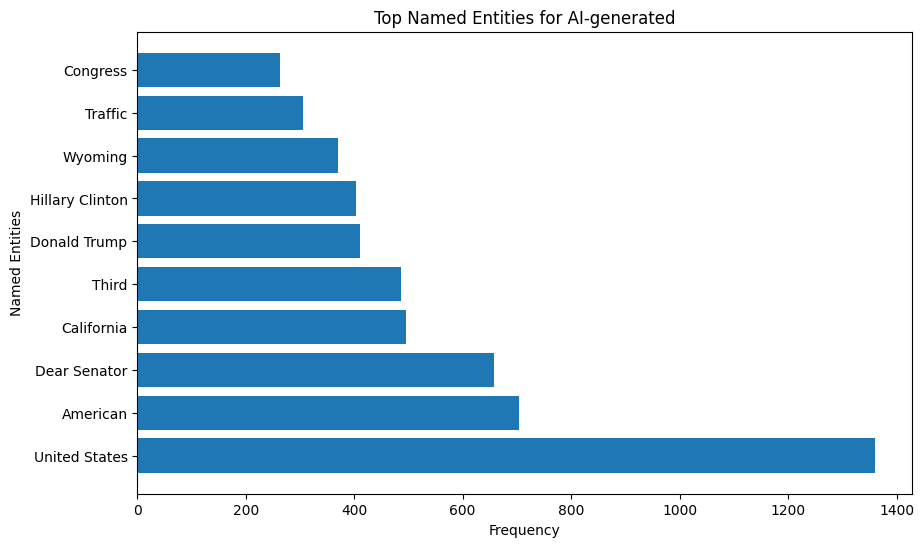 Top Named Entities for AI-generated
Named Entities
Congress
Traffic
Wyoming
Hillary Clinton
Donald Trump
Third
California
Dear Senator
American
United States
0 200 400 600 800 1000 1200 1400
Frequency